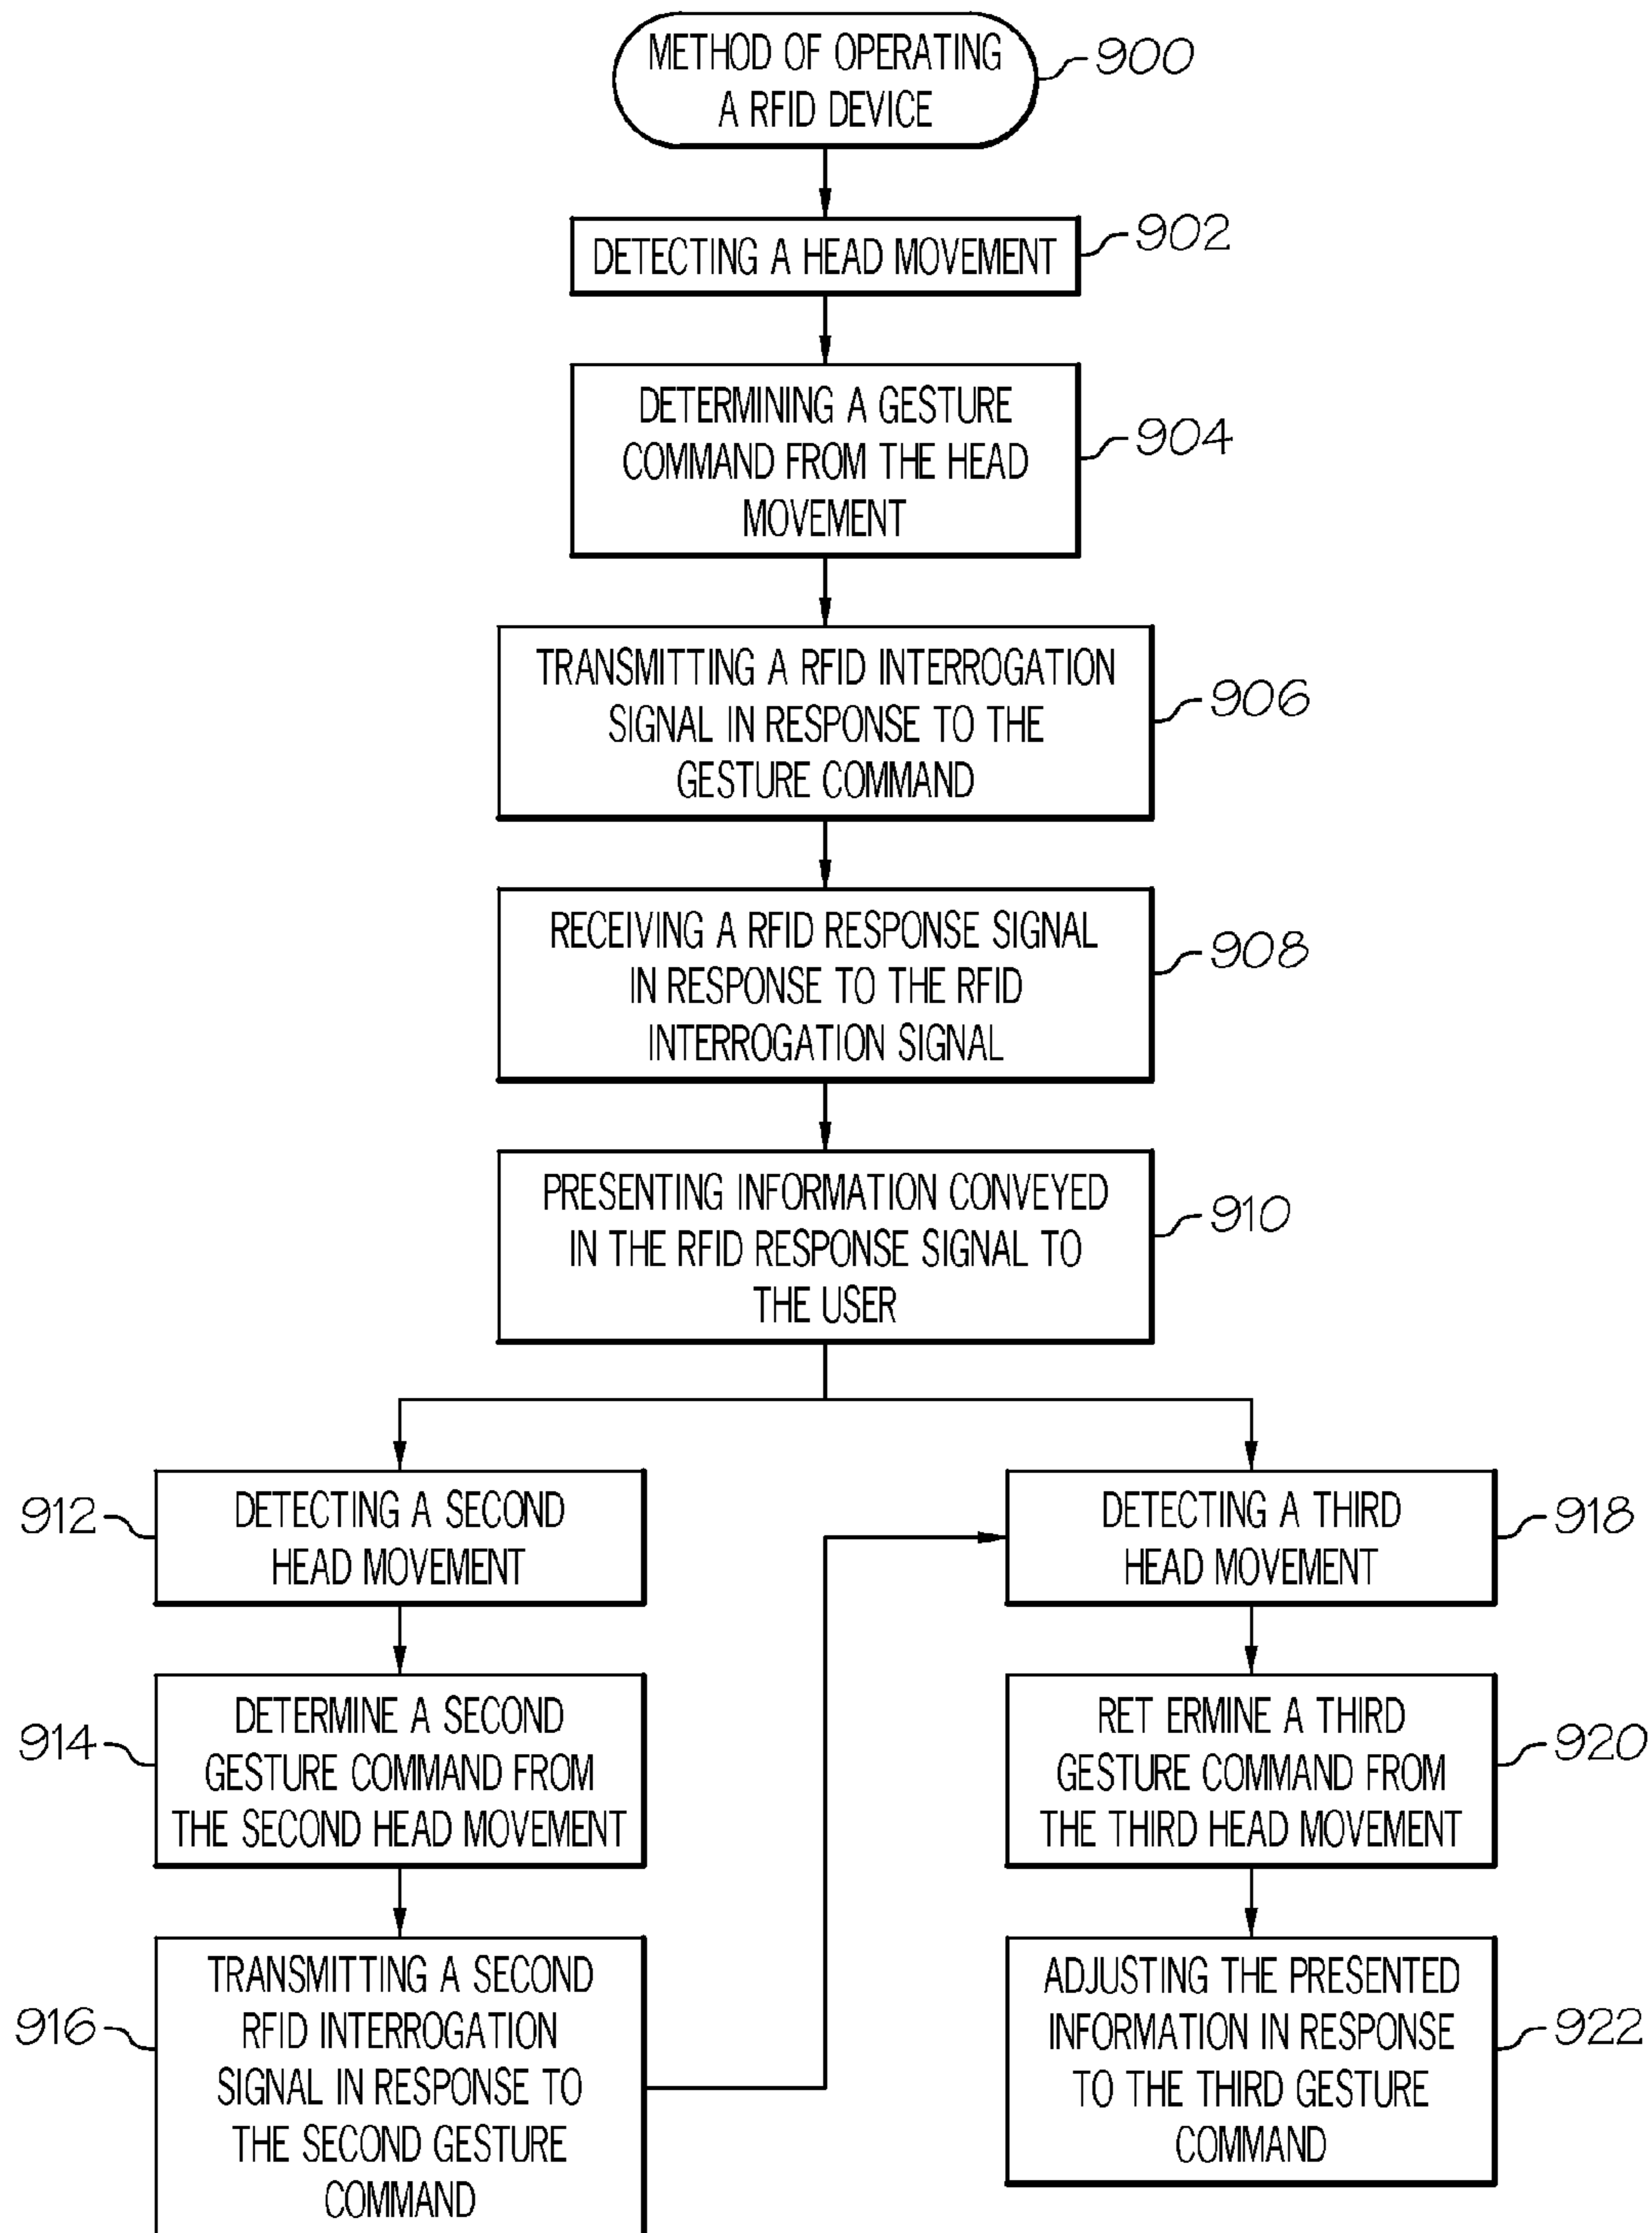 METHOD OF OPERATING
A RFID DEVICE
900
DETECTING A HEAD MOVEMENT
902
DETERMINING A GESTURE
COMMAND FROM THE HEAD
MOVEMENT
904
TRANSMITTING A RFID INTERROGATION
SIGNAL IN RESPONSE TO THE
GESTURE COMMAND
906
RECEIVING A RFID RESPONSE SIGNAL
IN RESPONSE TO THE RFID
INTERROGATION SIGNAL
908
PRESENTING INFORMATION CONVEYED
IN THE RFID RESPONSE SIGNAL TO
THE USER
910
912
DETECTING A SECOND
HEAD MOVEMENT
914
DETERMINE A SECOND
GESTURE COMMAND FROM
THE SECOND HEAD MOVEMENT
916
TRANSMITTING A SECOND
RFID INTERROGATION
SIGNAL IN RESPONSE TO
THE SECOND GESTURE
COMMAND
DETECTING A THIRD
HEAD MOVEMENT
918
RET ERMINE A THIRD
GESTURE COMMAND FROM
THE THIRD HEAD MOVEMENT
920
ADJUSTING THE PRESENTED
INFORMATION IN RESPONSE
TO THE THIRD GESTURE
COMMAND
922